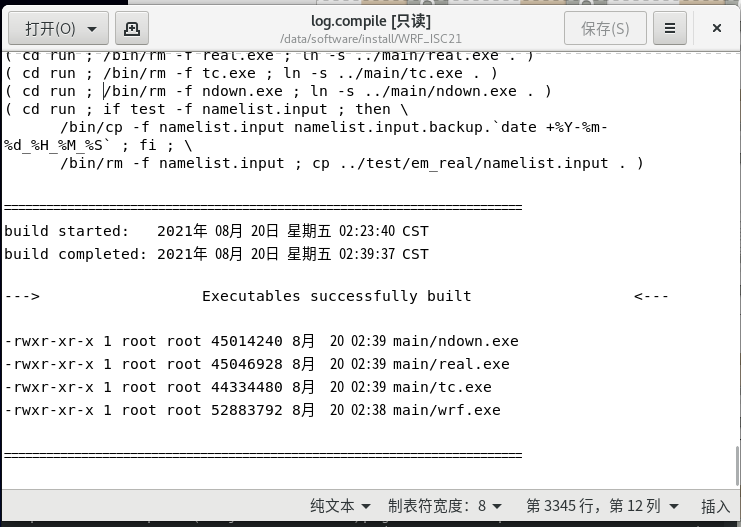 打开(O)
log.compile [只读]
/data/software/install/WRF_ISC21
保存(S)
( cd run ; /bin/rm -f real.exe ; ln -s ../main/real.exe . )
( cd run ; /bin/rm -f tc.exe ; ln -s ../main/tc.exe . )
( cd run ; /bin/rm -f ndown.exe ; ln -s ../main/ndown.exe . )
( cd run ; if test -f namelist.input ; then \
/bin/cp -f namelist.input namelist.input.backup.`date +%Y-%m-
%d_%H_%M_%S` ; fi ; \
/bin/rm -f namelist.input ; cp ../test/em_real/namelist.input . )
==========================================================================
build started:   2021年 08月 20日 星期五 02:23:40 CST
build completed: 2021年 08月 20日 星期五 02:39:37 CST
--->                  Executables successfully built                  <---
-rwxr-xr-x 1 root root 45014240 8月  20 02:39 main/ndown.exe
-rwxr-xr-x 1 root root 45046928 8月  20 02:39 main/real.exe
-rwxr-xr-x 1 root root 44334480 8月  20 02:39 main/tc.exe
-rwxr-xr-x 1 root root 52883792 8月  20 02:38 main/wrf.exe
==========================================================================
纯文本 制表符宽度：8 第 3345 行，第 12 列 插入